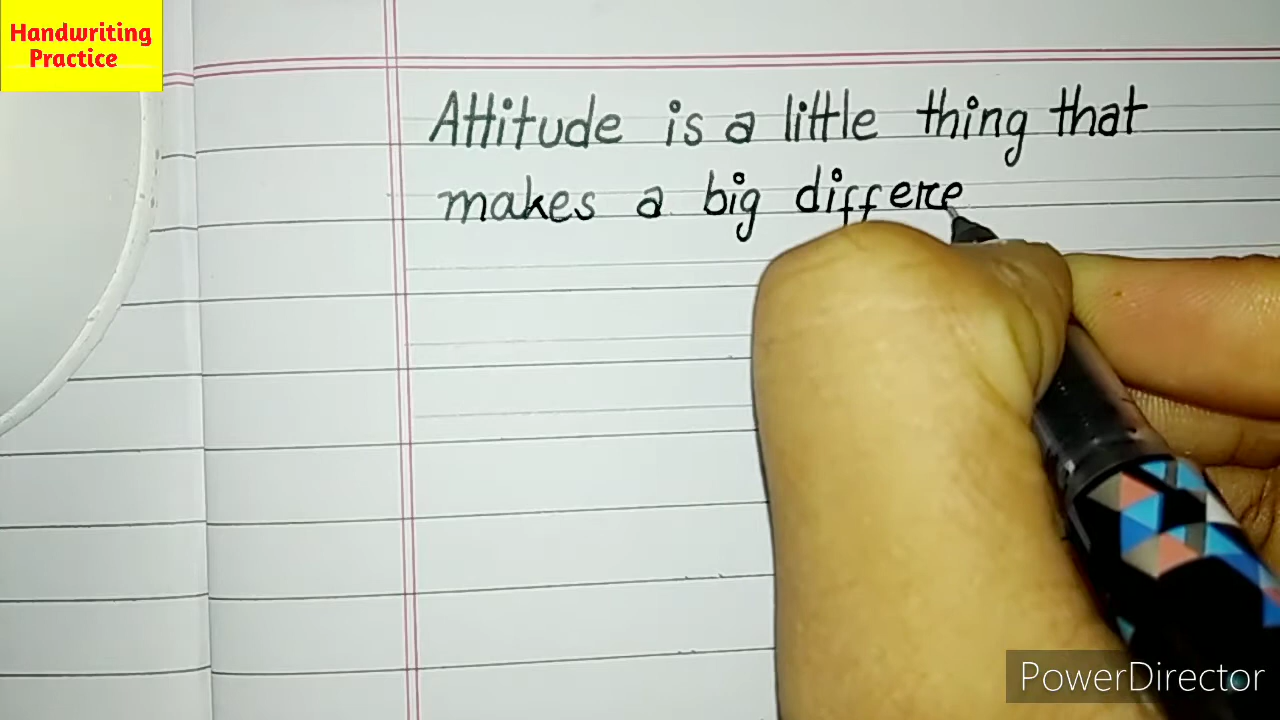 Handwriting
Practice
Attitude is a little thing that
makes a big differe
PowerDirector